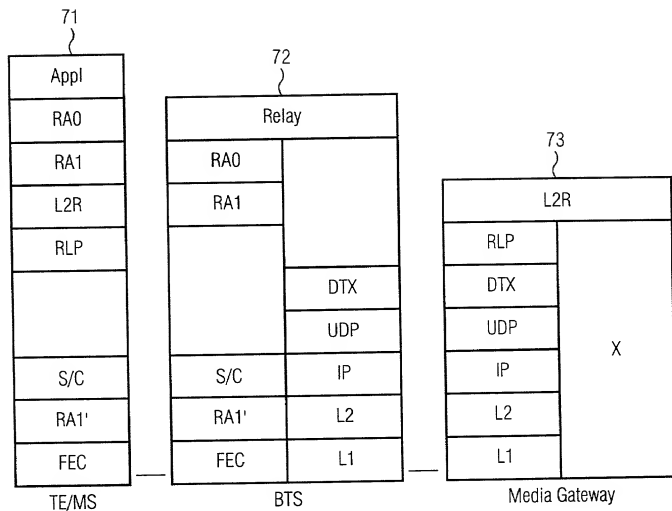 71
Appl
RA0
RA1
L2R
RLP
S/C
RA1'
FEC
TE/MS
72
Relay
RA0
RA1
DTX
UDP
S/C
IP
RA1'
L2
FEC
L1
BTS
73
L2R
RLP
DTX
UDP
IP
L2
L1
X
Media Gateway